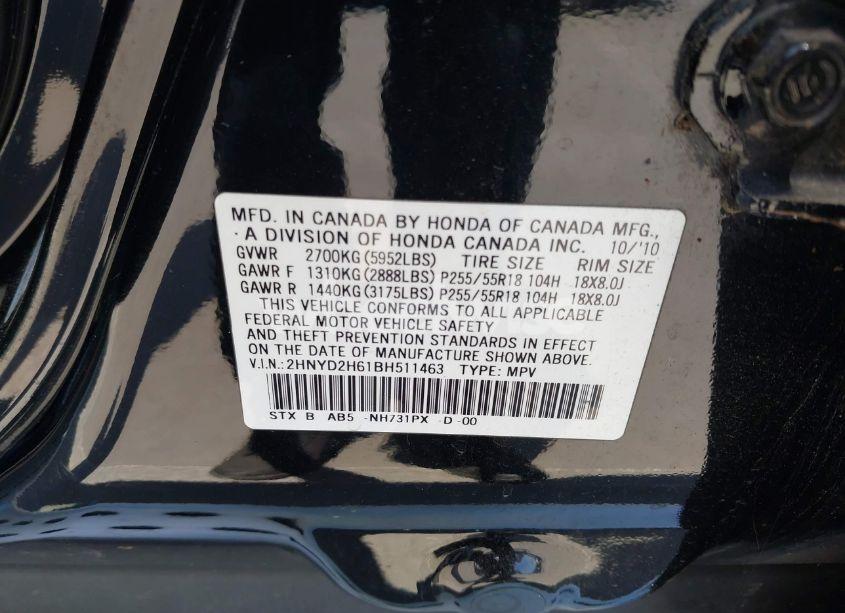 MFD. IN CANADA BY HONDA OF CANADA MFG.,
A DIVISION OF HONDA CANADA INC. 10/'10
GVWR 2700KG (5952LBS) TIRE SIZE RIM SIZE
GAWR F 1310KG (2888LBS) P255/55R18 104H 18X8.0J
GAWR R 1440KG (3175LBS) P255/55R18 104H 18X8.0J
THIS VEHICLE CONFORMS TO ALL APPLICABLE
FEDERAL MOTOR VEHICLE SAFETY
AND THEFT PREVENTION STANDARDS IN EFFECT
ON THE DATE OF MANUFACTURE SHOWN ABOVE.
V.I.N.:2HNYD2H61BH511463 TYPE: MPV
STX B AB5 -NH731PX -D -00